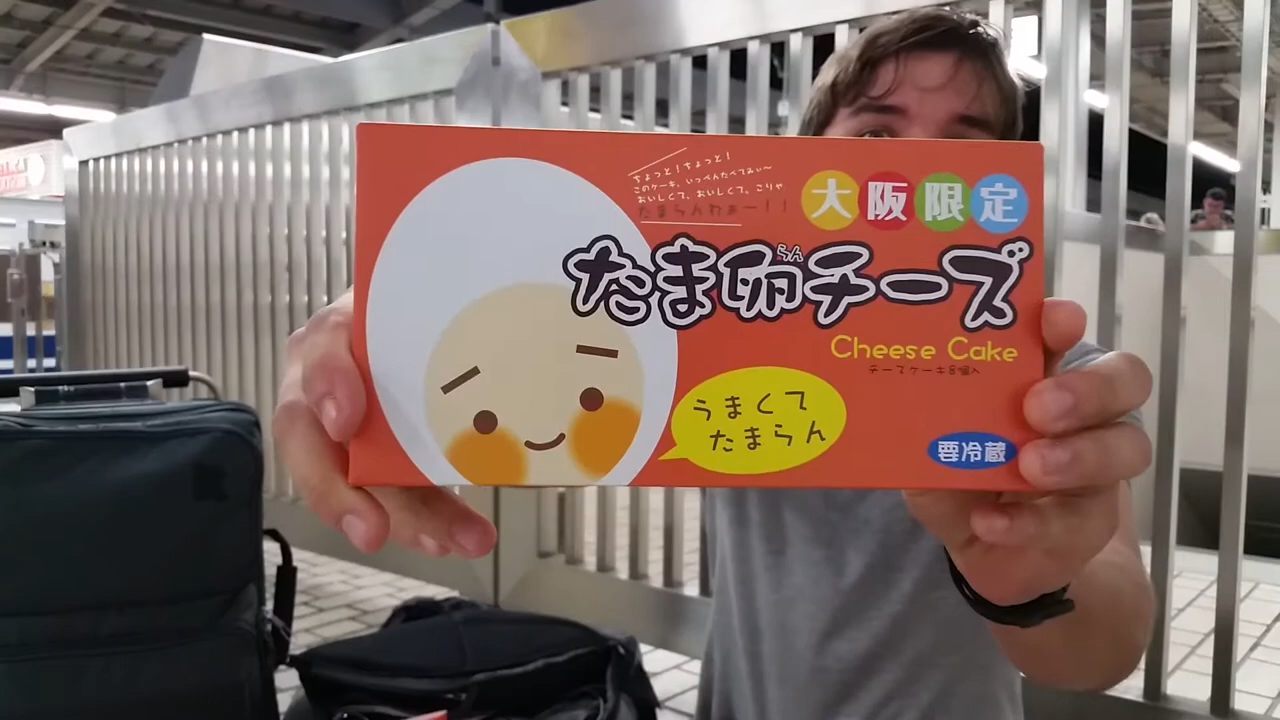 ちょっと!ちょっと!
このケーキ、いっぺんたべてみぃ〜
おいしくて、おいしくて。こりゃ
たまらんわぁー!!
大阪限定
たま卵チーズ
らん
Cheese Cake
チーズケーキ8個入
うまくて
たまらん
要冷蔵